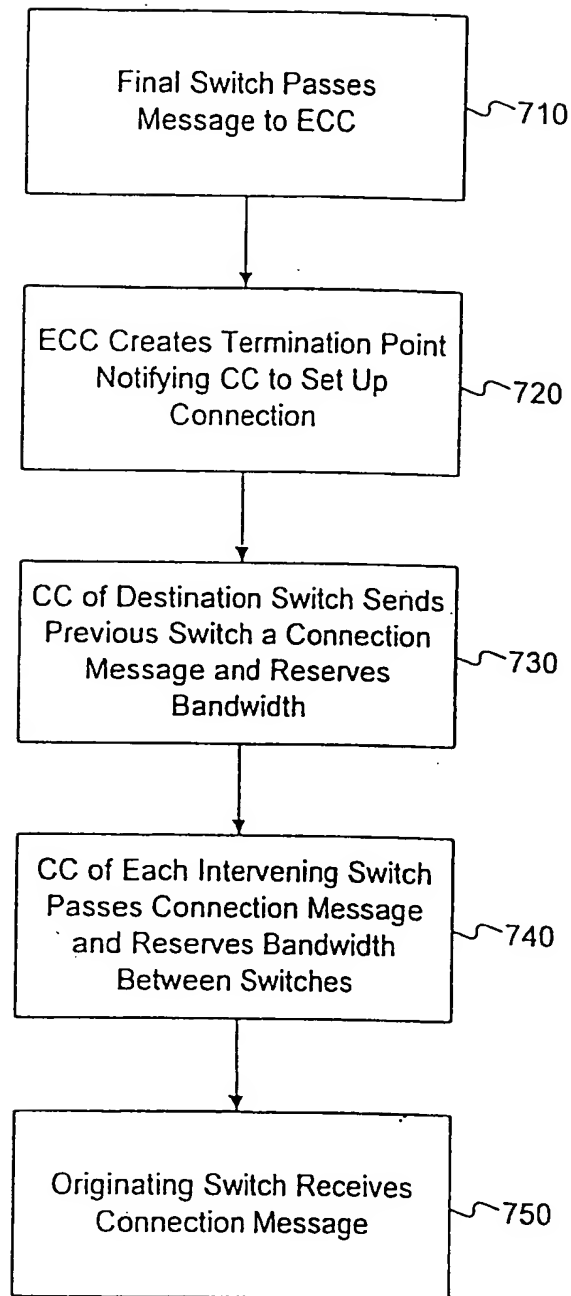 Final Switch Passes
Message to ECC
710
ECC Creates Termination Point
Notifying CC to Set Up
Connection
720
CC of Destination Switch Sends
Previous Switch a Connection
Message and Reserves
Bandwidth
730
CC of Each Intervening Switch
Passes Connection Message
and Reserves Bandwidth
Between Switches
740
Originating Switch Receives
Connection Message
750